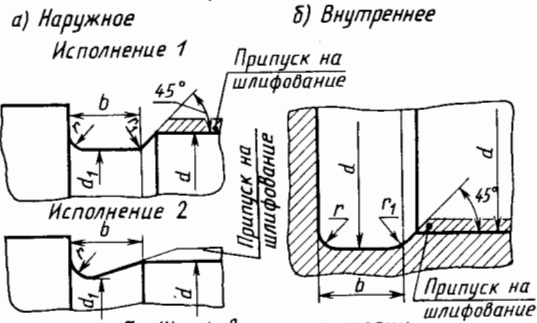 а) Наружное
б) Внутреннее
Исполнение 1
Припуск на
шлифование
45°
b
r
r₁
d₁
d
Исполнение 2
b
r
d₁
d
Припуск на
шлифование
d
d
r
r₁
45°
b
Припуск на
шлифование